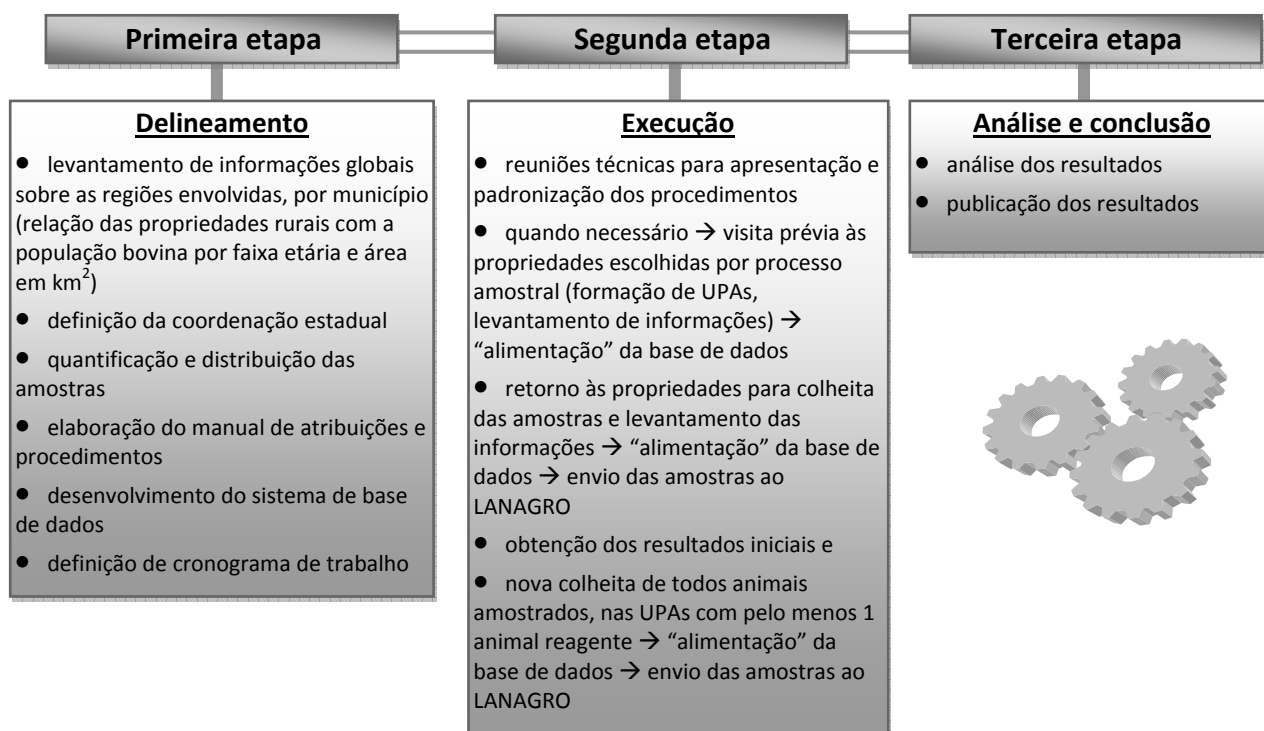 Primeira etapa
Segunda etapa
Terceira etapa
Delineamento
• levantamento de informações globais
sobre as regiões envolvidas, por município
(relação das propriedades rurais com a
população bovina por faixa etária e área
em km²)
• definição da coordenação estadual
• quantificação e distribuição das
amostras
• elaboração do manual de atribuições e
procedimentos
• desenvolvimento do sistema de base
de dados
• definição de cronograma de trabalho
Execução
• reuniões técnicas para apresentação e
padronização dos procedimentos
• quando necessário → visita prévia às
propriedades escolhidas por processo
amostral (formação de UPAs,
levantamento de informações) →
“alimentação” da base de dados
• retorno às propriedades para colheita
das amostras e levantamento das
informações → “alimentação” da base de
dados → envio das amostras ao
LANAGRO
• obtenção dos resultados iniciais e
• nova colheita de todos animais
amostrados, nas UPAs com pelo menos 1
animal reagente → “alimentação” da
base de dados → envio das amostras ao
LANAGRO
Análise e conclusão
• análise dos resultados
• publicação dos resultados